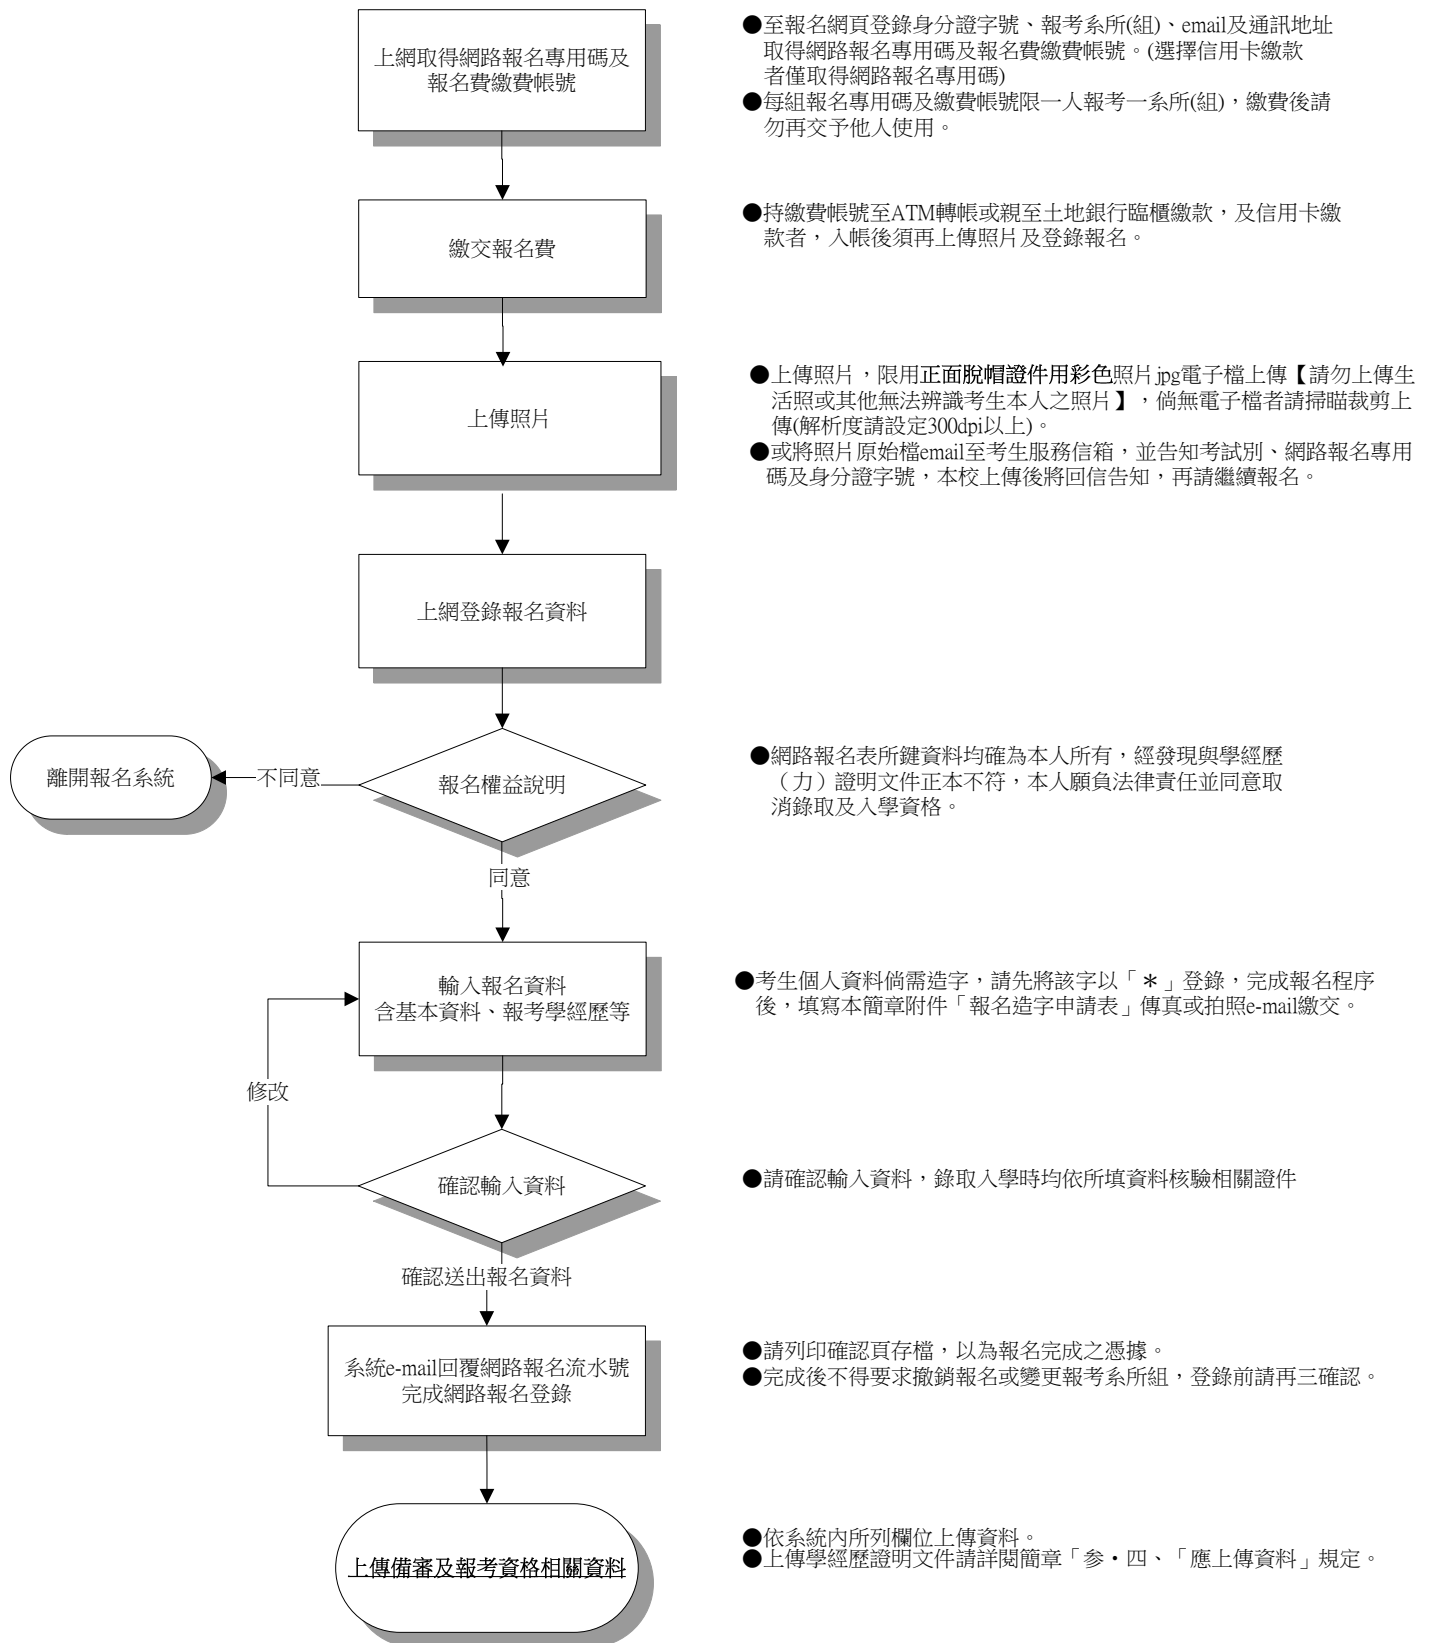 上網取得網路報名專用碼及
報名費繳費帳號
●至報名網頁登錄身分證字號、報考系所(組)、email及通訊地址
取得網路報名專用碼及報名費繳費帳號。(選擇信用卡繳款
者僅取得網路報名專用碼)
●每組報名專用碼及繳費帳號限一人報考一系所(組)，繳費後請
勿再交予他人使用。
繳交報名費
●持繳費帳號至ATM轉帳或親至土地銀行臨櫃繳款，及信用卡繳
款者，入帳後須再上傳照片及登錄報名。
上傳照片
●上傳照片，限用正面脫帽證件用彩色照片jpg電子檔上傳【請勿上傳生
活照或其他無法辨識考生本人之照片】，倘無電子檔者請掃瞄裁剪上
傳(解析度請設定300dpi以上)。
●或將照片原始檔email至考生服務信箱，並告知考試別、網路報名專用
碼及身分證字號，本校上傳後將回信告知，再請繼續報名。
上網登錄報名資料
離開報名系統
不同意
報名權益說明
●網路報名表所鍵資料均確為本人所有，經發現與學經歷
（力）證明文件正本不符，本人願負法律責任並同意取
消錄取及入學資格。
同意
輸入報名資料
含基本資料、報考學經歷等
●考生個人資料倘需造字，請先將該字以「＊」登錄，完成報名程序
後，填寫本簡章附件「報名造字申請表」傳真或拍照e-mail繳交。
修改
確認輸入資料
●請確認輸入資料，錄取入學時均依所填資料核驗相關證件
確認送出報名資料
系統e-mail回覆網路報名流水號
完成網路報名登錄
●請列印確認頁存檔，以為報名完成之憑據。
●完成後不得要求撤銷報名或變更報考系所組，登錄前請再三確認。
上傳備審及報考資格相關資料
●依系統內所列欄位上傳資料。
●上傳學經歷證明文件請詳閱簡章「參‧四、「應上傳資料」規定。